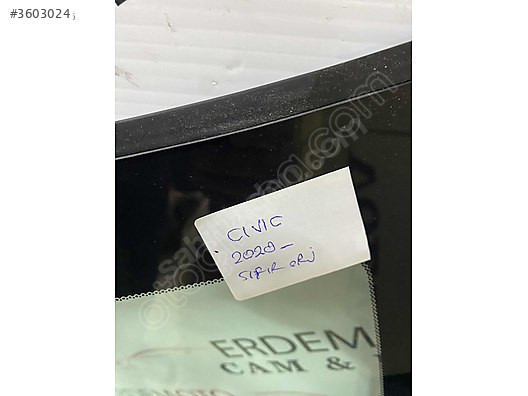 #3603024
CIVIC
2020-
SIFIR ORJ
ERDEM
CAM &